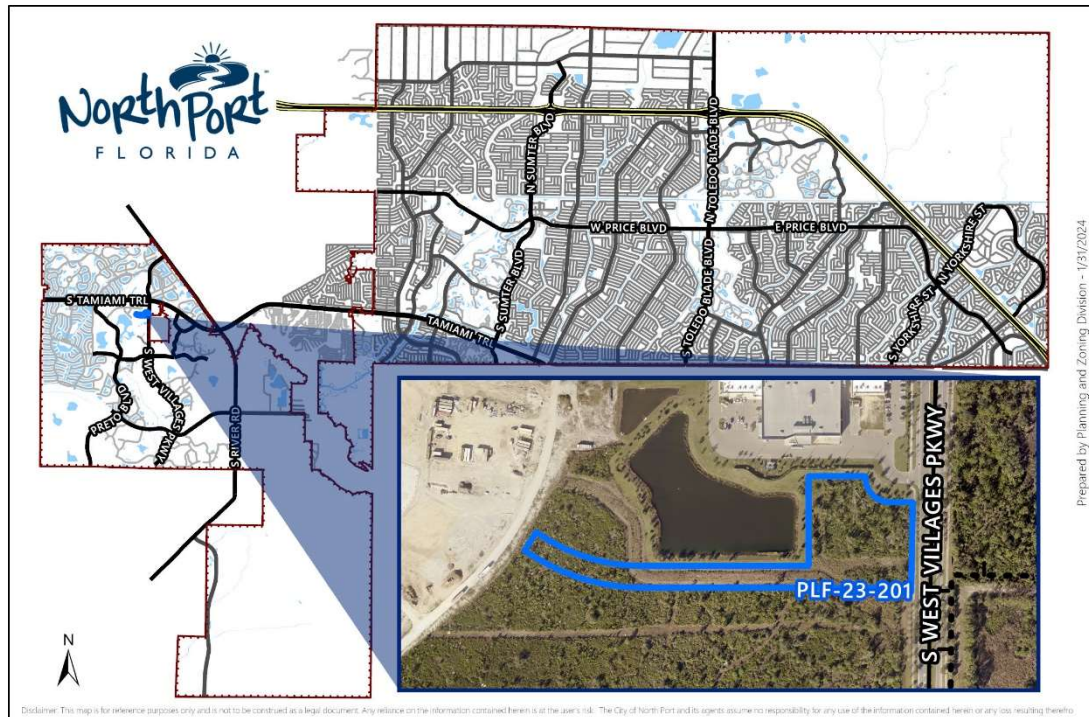 North Port
FLORIDA
N SUMTER BLVD
N TOLEDO BLADE BLVD
W PRICE BLVD
E PRICE BLVD
N YORKSHIRE ST
S TAMIAMI TRL
S SUMTER BLVD
TAMIAMI TRL
S TOLEDO BLADE BLVD
S YORKSHIRE ST
S WEST VILLAGES PKWY
PRETO BLVD
S RIVER RD
PLF-23-201
S WEST VILLAGES PKWY
N
Prepared by Planning and Zoning Division - 1/31/2024
Disclaimer: This map is for reference purposes only and is not to be construed as a legal document. Any reliance on the information contained herein is at the user's risk. The City of North Port and its agents assume no responsibility for any use of the information contained herein or any loss resulting therefro